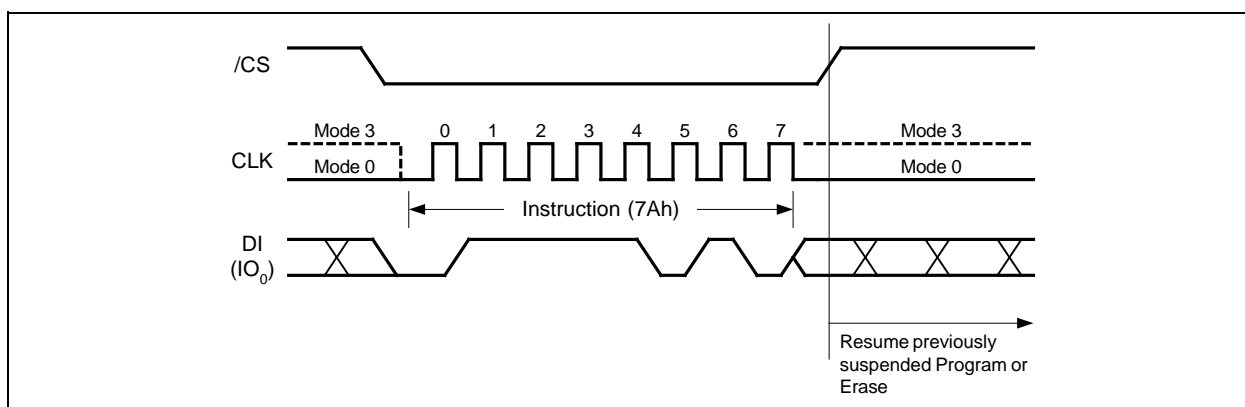 /CS
Mode 3 0 1 2 3 4 5 6 7 Mode 3
CLK
Mode 0 Mode 0
Instruction (7Ah)
DI
(IO0)
Resume previously
suspended Program or
Erase